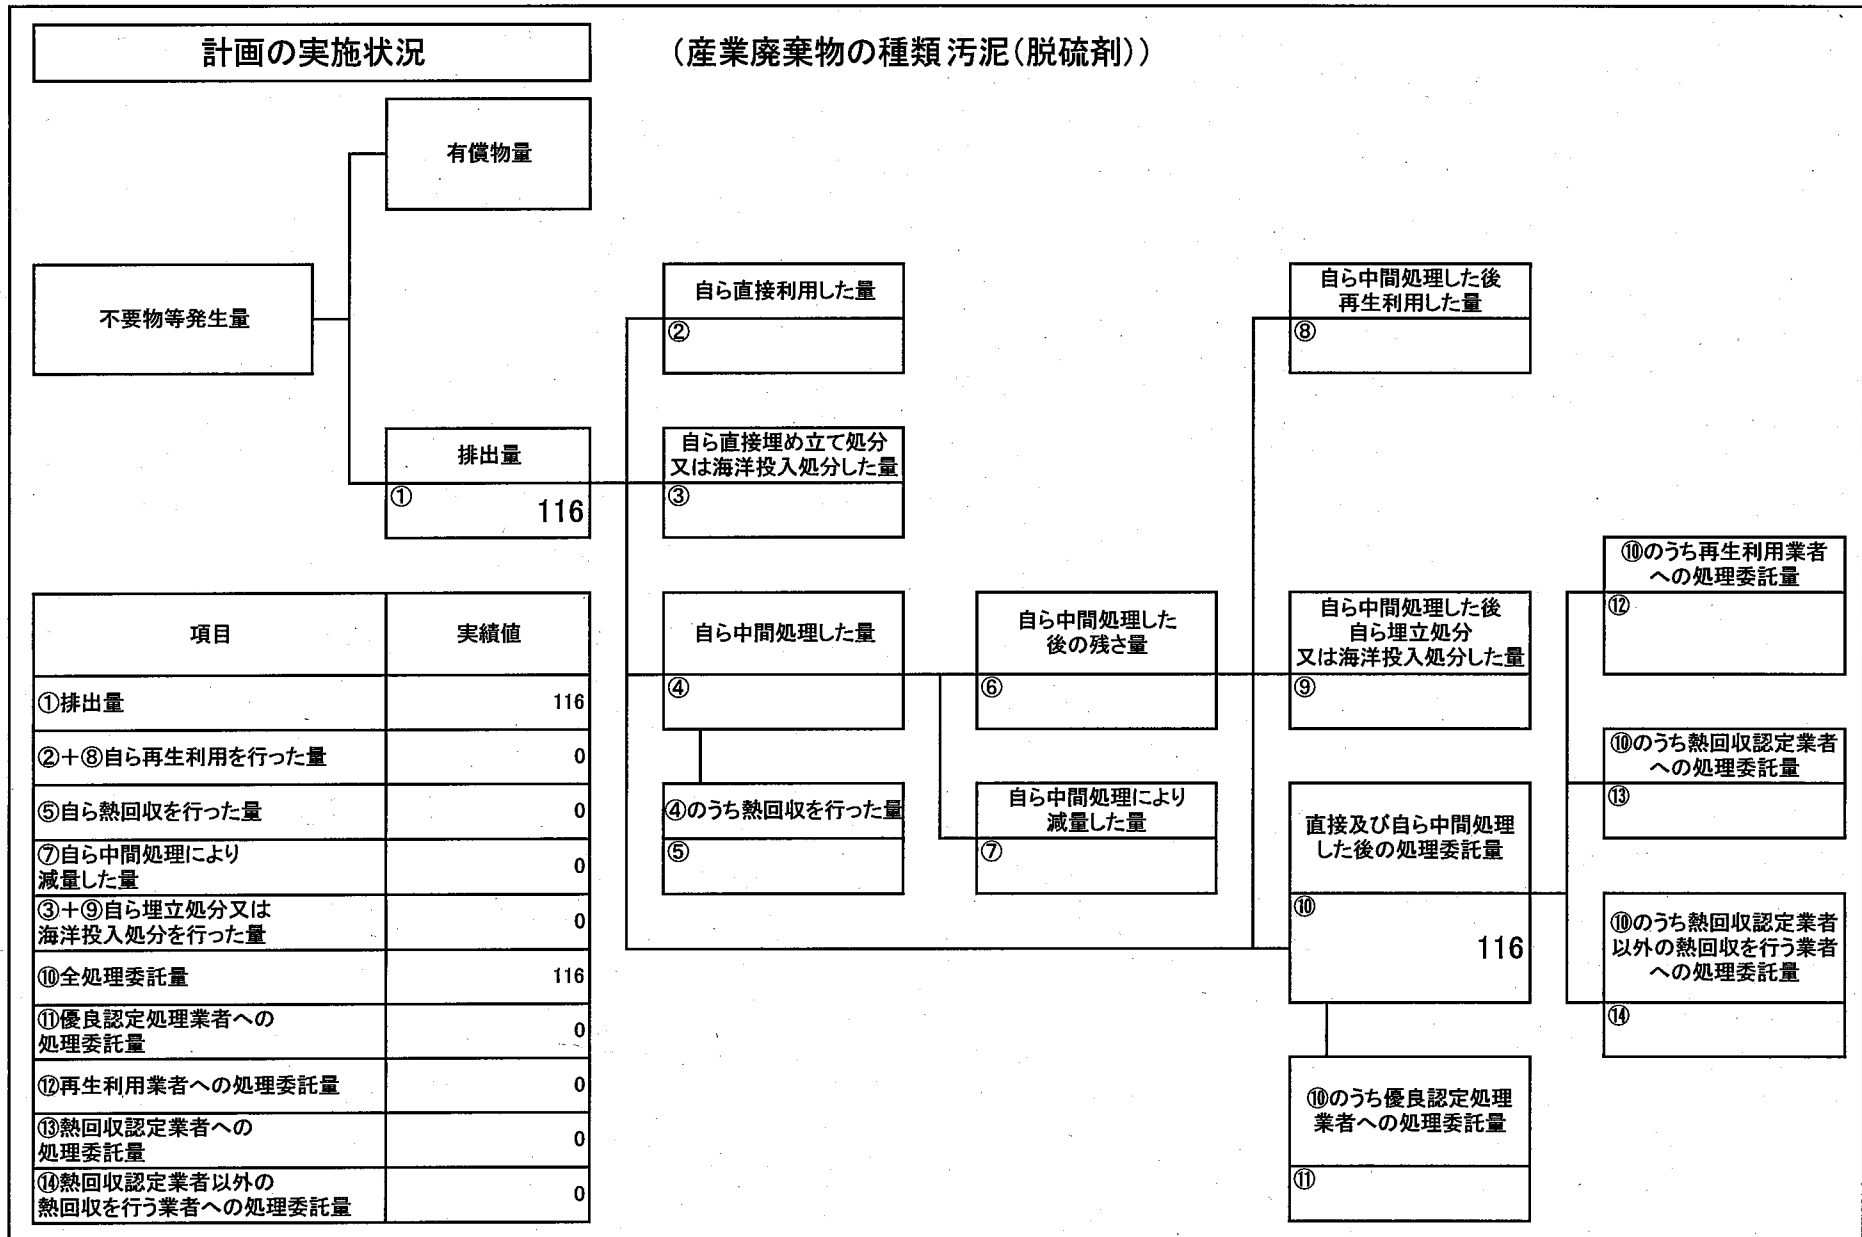 計画の実施状況
（産業廃棄物の種類 汚泥（脱硫剤））
有償物量
不要物等発生量
排出量
①
116
自ら直接利用した量
②
自ら直接埋め立て処分
又は海洋投入処分した量
③
自ら中間処理した量
④
④のうち熱回収を行った量
⑤
自ら中間処理した
後の残さ量
⑥
自ら中間処理により
減量した量
⑦
自ら中間処理した後
再生利用した量
⑧
自ら中間処理した後
自ら埋立処分
又は海洋投入処分した量
⑨
直接及び自ら中間処理
した後の処理委託量
⑩
116
⑩のうち優良認定処理
業者への処理委託量
⑪
⑩のうち再生利用業者
への処理委託量
⑫
⑩のうち熱回収認定業者
への処理委託量
⑬
⑩のうち熱回収認定業者
以外の熱回収を行う業者
への処理委託量
⑭
項目 実績値
①排出量 116
②＋⑧自ら再生利用を行った量 0
⑤自ら熱回収を行った量 0
⑦自ら中間処理により
減量した量 0
③＋⑨自ら埋立処分又は
海洋投入処分を行った量 0
⑩全処理委託量 116
⑪優良認定処理業者への
処理委託量 0
⑫再生利用業者への処理委託量 0
⑬熱回収認定業者への
処理委託量 0
⑭熱回収認定業者以外の
熱回収を行う業者への処理委託量 0